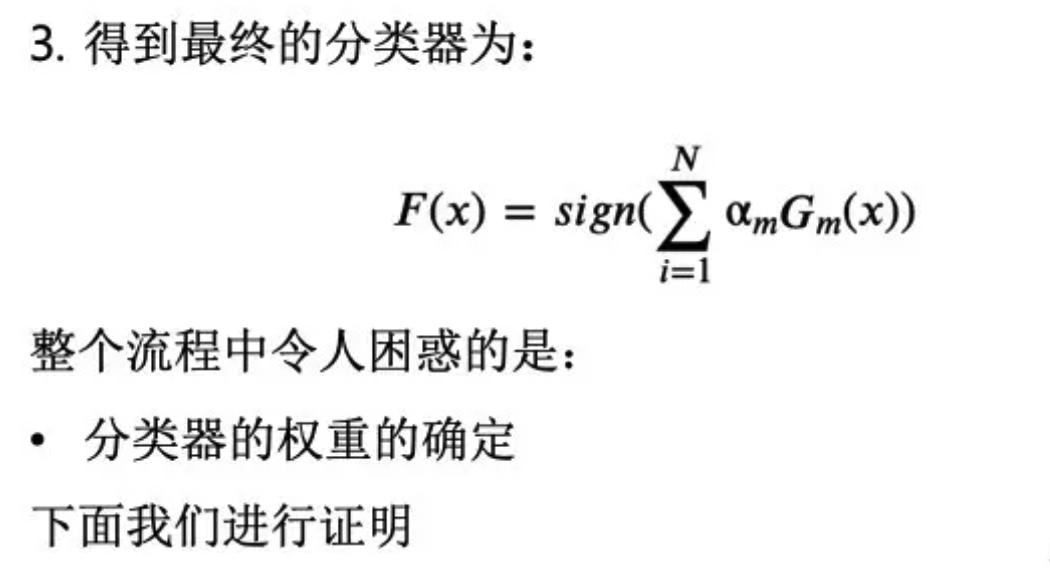 3. 得到最终的分类器为：
F(x) = sign(∑_{i=1}^{N} α_m G_m(x))
整个流程中令人困惑的是：
• 分类器的权重的确定
下面我们进行证明